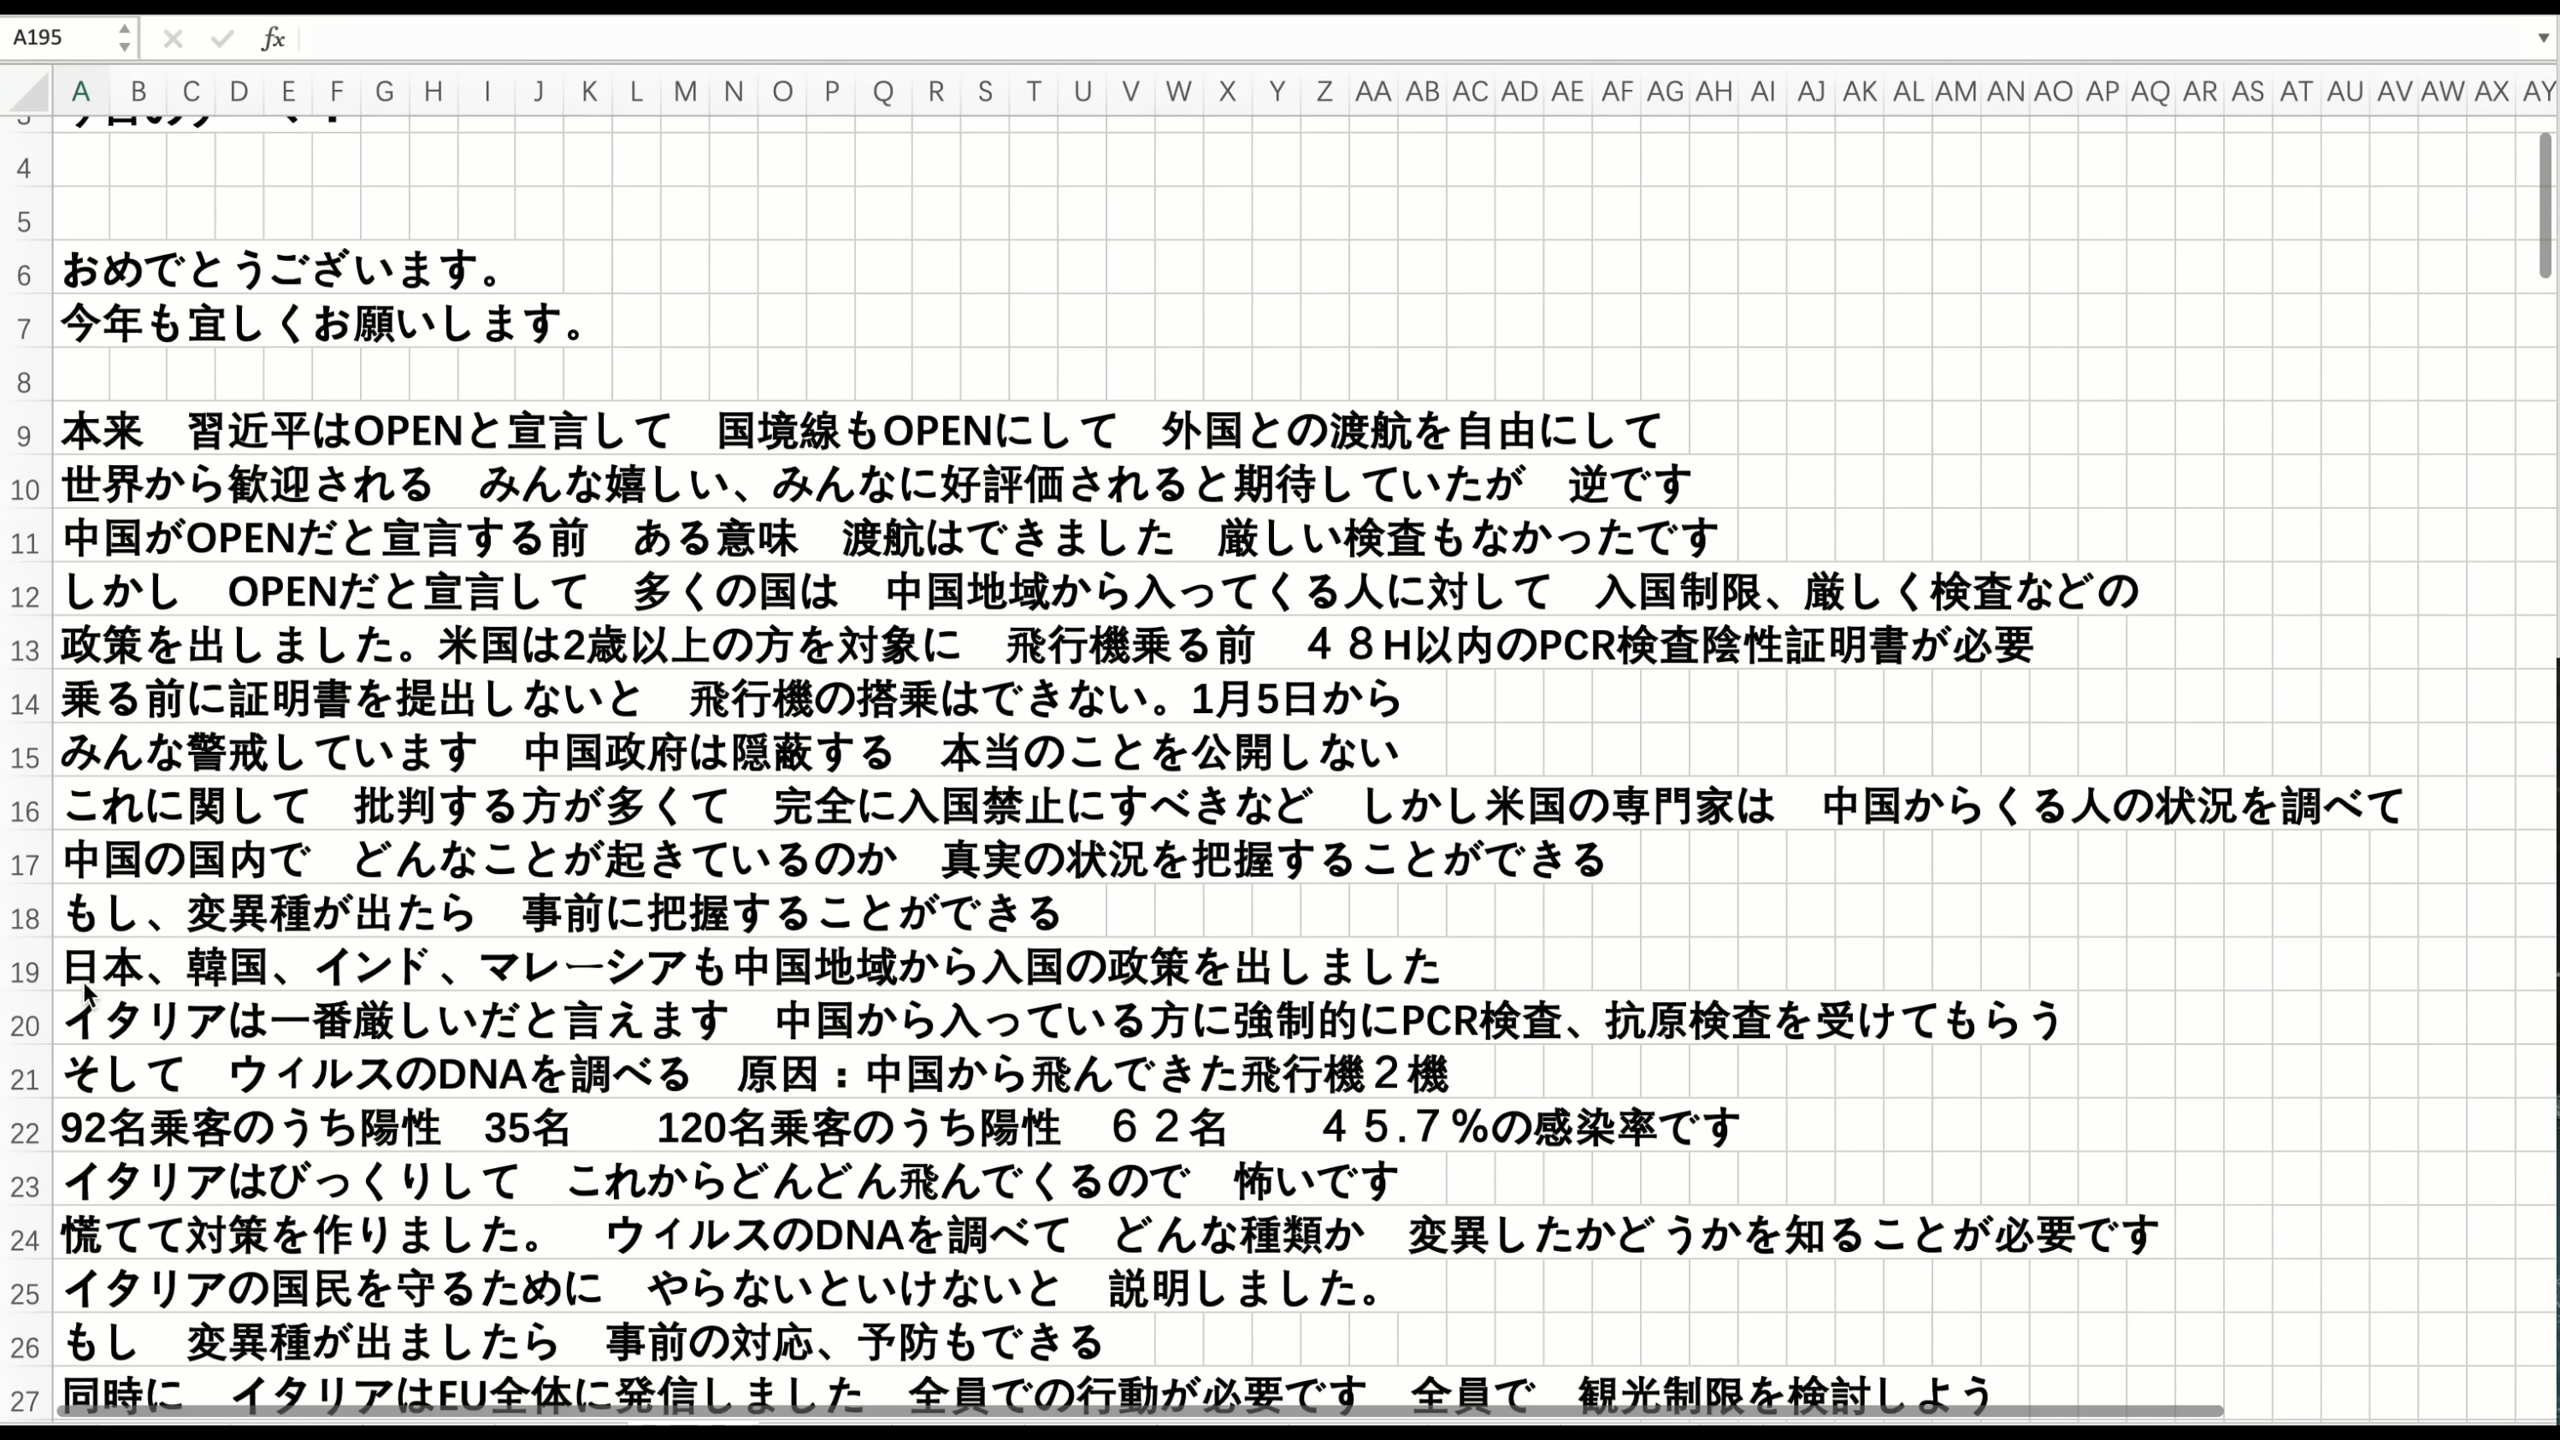 A195 fx
A B C D E F G H I J K L M N O P Q R S T U V W X Y Z AA AB AC AD AE AF AG AH AI AJ AK AL AM AN AO AP AQ AR AS AT AU AV AW AX AY
4
5
6 おめでとうございます。
7 今年も宜しくお願いします。
8
9 本来　習近平はOPENと宣言して　国境線もOPENにして　外国との渡航を自由にして
10 世界から歓迎される　みんな嬉しい、みんなに好評価されると期待していたが　逆です
11 中国がOPENだと宣言する前　ある意味　渡航はできました　厳しい検査もなかったです
12 しかし　OPENだと宣言して　多くの国は　中国地域から入ってくる人に対して　入国制限、厳しく検査などの
13 政策を出しました。米国は2歳以上の方を対象に　飛行機乗る前　４８H以内のPCR検査陰性証明書が必要
14 乗る前に証明書を提出しないと　飛行機の搭乗はできない。1月5日から
15 みんな警戒しています　中国政府は隠蔽する　本当のことを公開しない
16 これに関して　批判する方が多くて　完全に入国禁止にすべきなど　しかし米国の専門家は　中国からくる人の状況を調べて
17 中国の国内で　どんなことが起きているのか　真実の状況を把握することができる
18 もし、変異種が出たら　事前に把握することができる
19 日本、韓国、インド、マレーシアも中国地域から入国の政策を出しました
20 イタリアは一番厳しいだと言えます　中国から入っている方に強制的にPCR検査、抗原検査を受けてもらう
21 そして　ウィルスのDNAを調べる　原因：中国から飛んできた飛行機２機
22 92名乗客のうち陽性　35名　　120名乗客のうち陽性　６２名　　４５.７%の感染率です
23 イタリアはびっくりして　これからどんどん飛んでくるので　怖いです
24 慌てて対策を作りました。　ウィルスのDNAを調べて　どんな種類か　変異したかどうかを知ることが必要です
25 イタリアの国民を守るために　やらないといけないと　説明しました。
26 もし　変異種が出ましたら　事前の対応、予防もできる
27 同時に　イタリアはEU全体に発信しました　全員での行動が必要です　全員で　観光制限を検討しよう